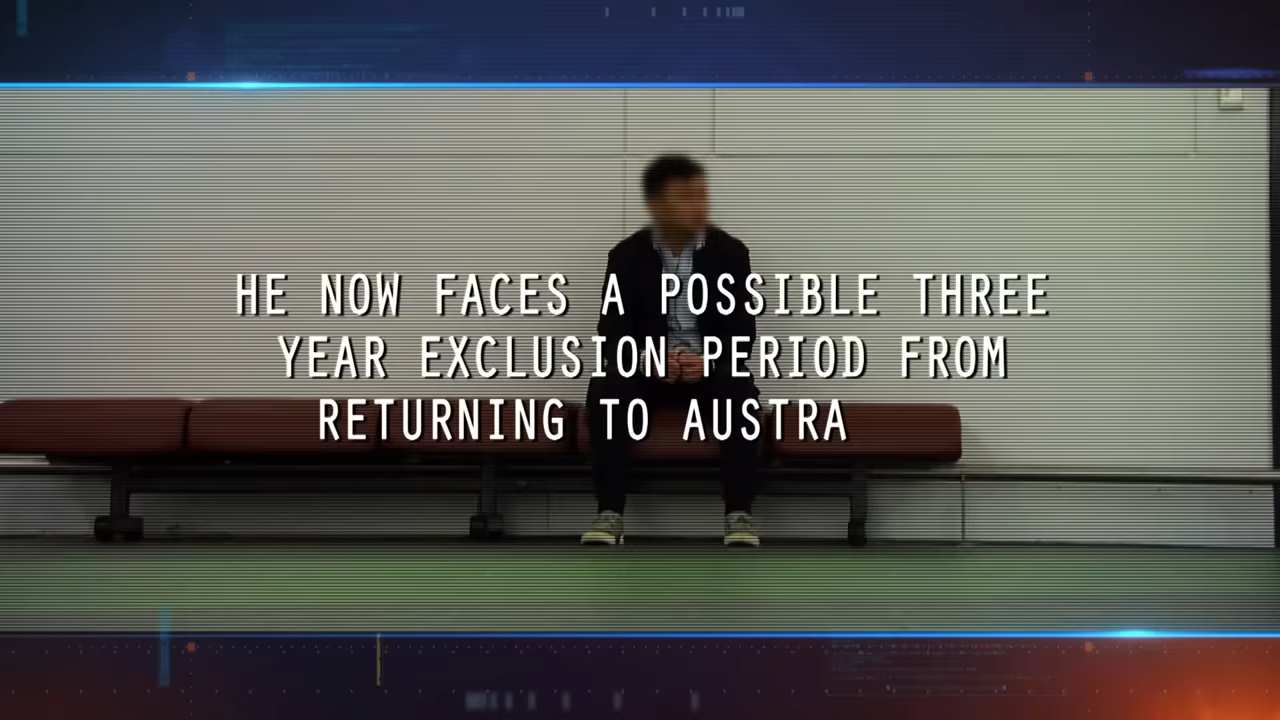 HE NOW FACES A POSSIBLE THREE
YEAR EXCLUSION PERIOD FROM
RETURNING TO AUSTRA